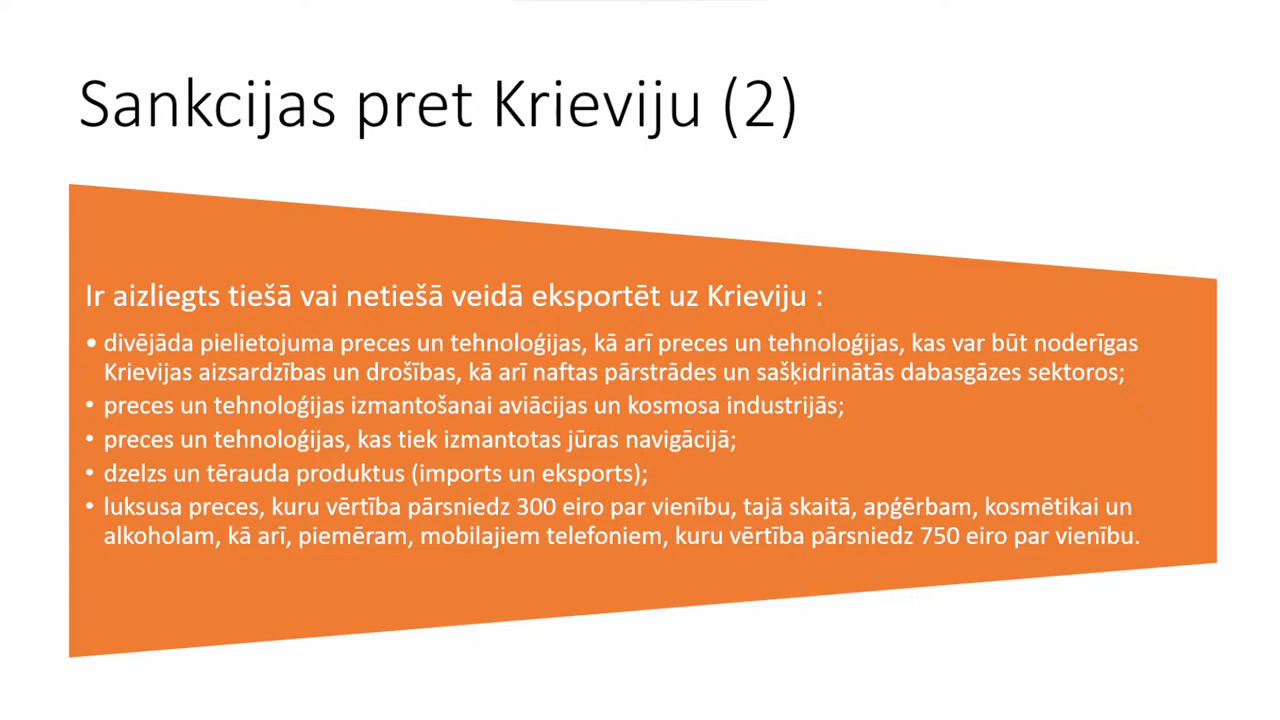 Sankcijas pret Krieviju (2)
Ir aizliegts tiešā vai netiešā veidā eksportēt uz Krieviju :
• divējāda pielietojuma preces un tehnoloģijas, kā arī preces un tehnoloģijas, kas var būt noderīgas
Krievijas aizsardzības un drošības, kā arī naftas pārstrādes un sašķidrinātās dabasgāzes sektoros;
• preces un tehnoloģijas izmantošanai aviācijas un kosmosa industrijās;
• preces un tehnoloģijas, kas tiek izmantotas jūras navigācijā;
• dzelzs un tērauda produktus (imports un eksports);
• luksusa preces, kuru vērtība pārsniedz 300 eiro par vienību, tajā skaitā, apģērbam, kosmētikai un
alkoholam, kā arī, piemēram, mobilajiem telefoniem, kuru vērtība pārsniedz 750 eiro par vienību.